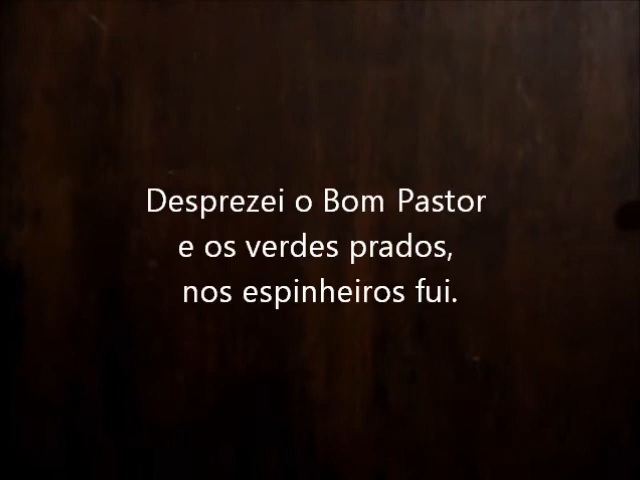 Desprezei o Bom Pastor
e os verdes prados,
nos espinheiros fui.